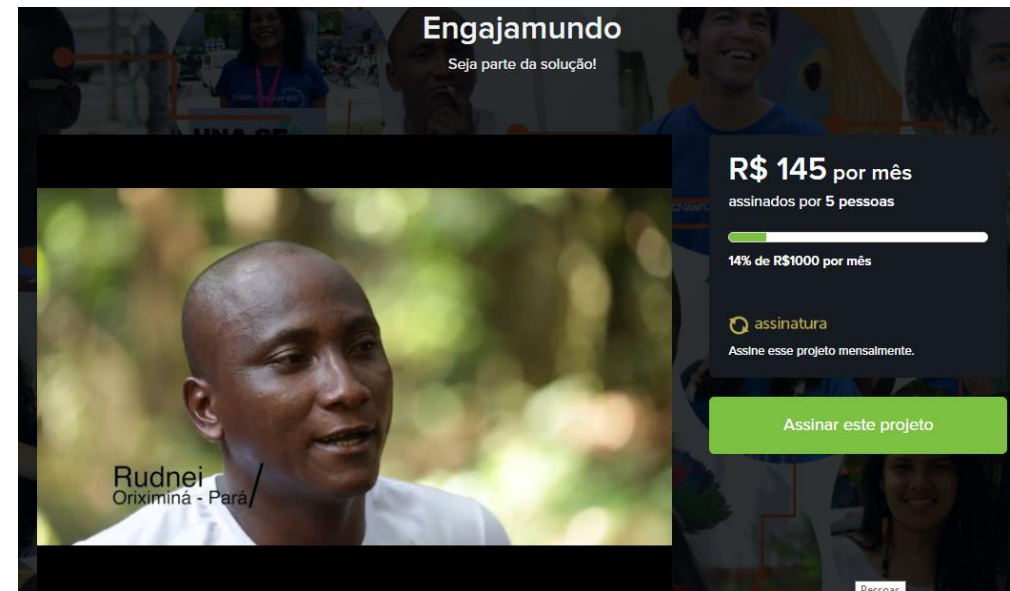 Engajamundo
Seja parte da solução!
R$ 145 por mês
assinados por 5 pessoas
14% de R$1000 por mês
assinatura
Assine esse projeto mensalmente.
Assinar este projeto
Rudnei
Oriximiná - Pará